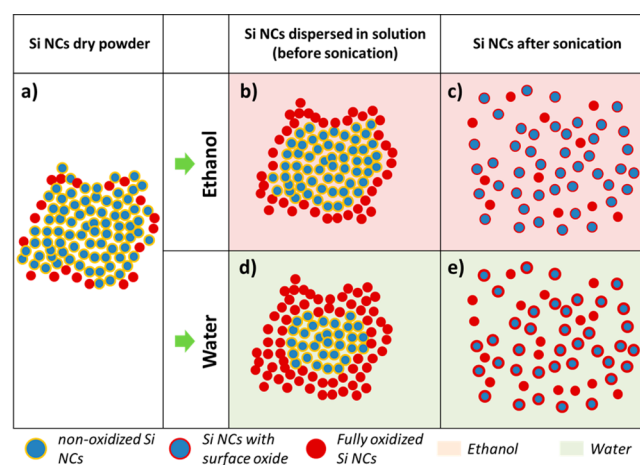 Si NCs dry powder
Si NCs dispersed in solution
(before sonication)
Si NCs after sonication
a)
b)
c)
Ethanol
d)
e)
Water
non-oxidized Si
NCs
Si NCs with
surface oxide
Fully oxidized
Si NCs
Ethanol
Water